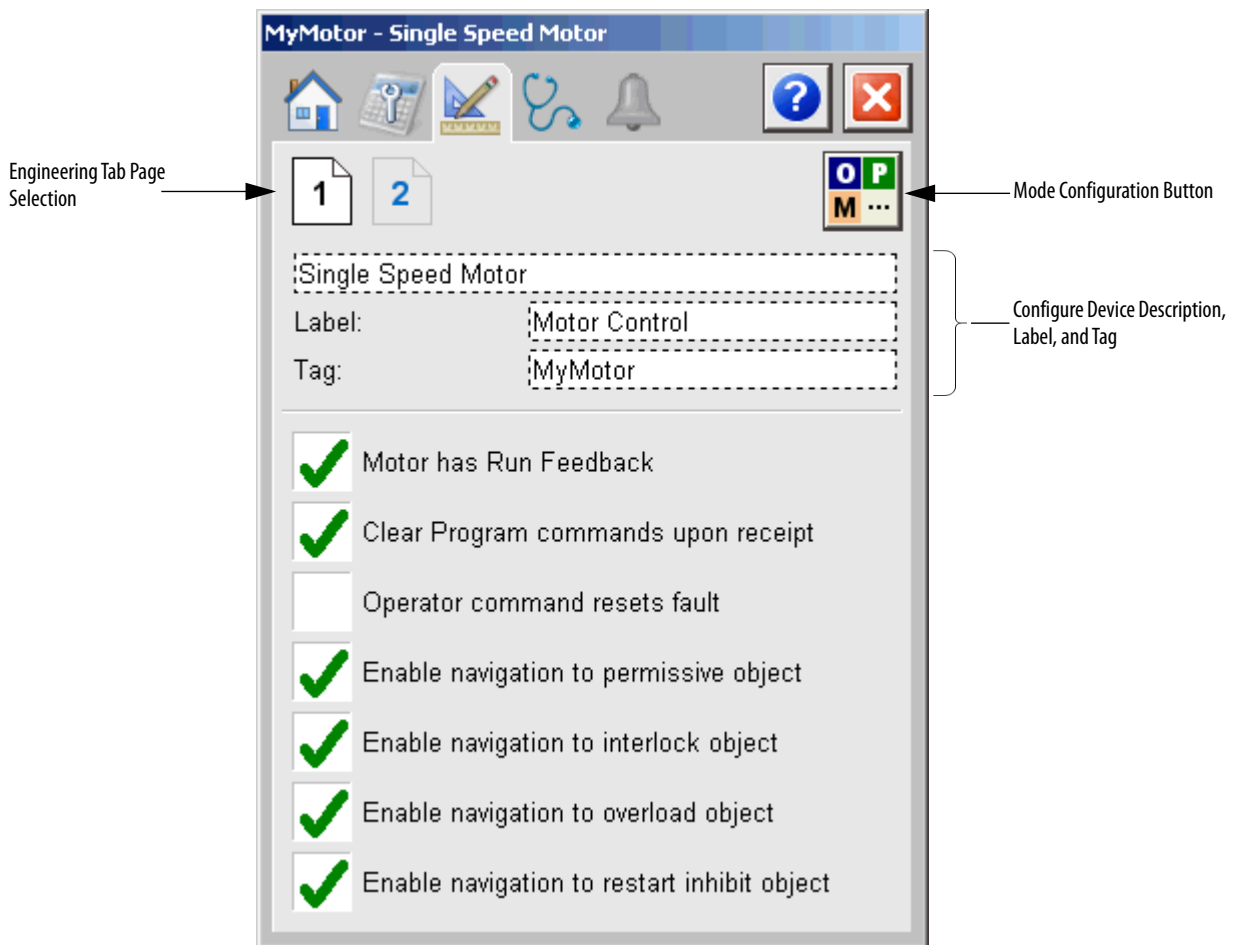 MyMotor - Single Speed Motor
?
Engineering Tab Page
Selection
1
2
O P
M ...
Mode Configuration Button
Single Speed Motor
Label: Motor Control
Tag: MyMotor
Configure Device Description,
Label, and Tag
Motor has Run Feedback
Clear Program commands upon receipt
Operator command resets fault
Enable navigation to permissive object
Enable navigation to interlock object
Enable navigation to overload object
Enable navigation to restart inhibit object